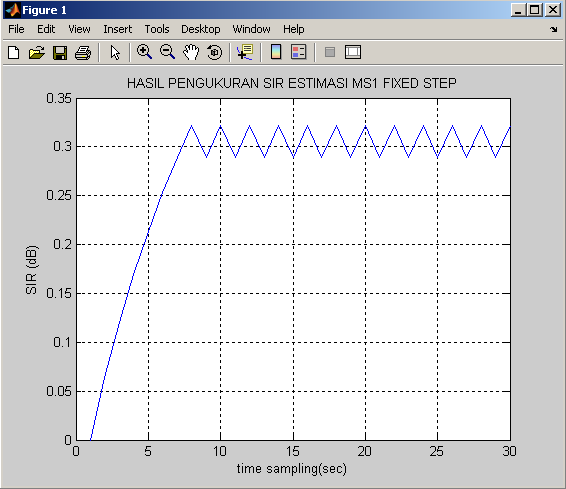 Figure 1
File Edit View Insert Tools Desktop Window Help
HASIL PENGUKURAN SIR ESTIMASI MS1 FIXED STEP
0.35
0.3
0.25
0.2
0.15
0.1
0.05
0
SIR (dB)
0 5 10 15 20 25 30
time sampling(sec)